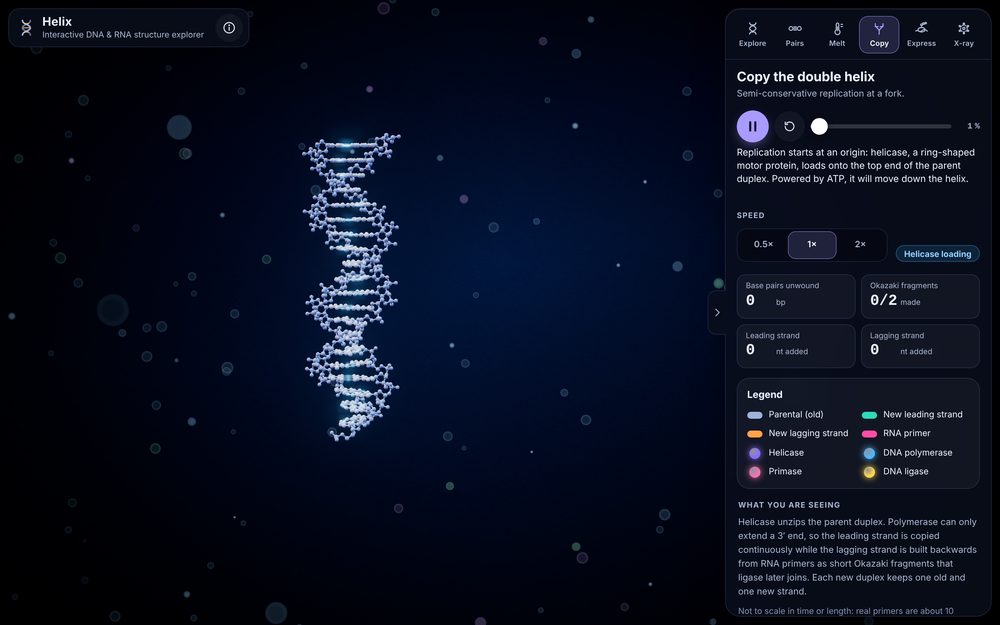 Helix
Interactive DNA & RNA structure explorer
Explore
Pairs
Melt
Copy
Express
X-ray
Copy the double helix
Semi-conservative replication at a fork.
1 %
Replication starts at an origin: helicase, a ring-shaped
motor protein, loads onto the top end of the parent
duplex. Powered by ATP, it will move down the helix.
SPEED
0.5×
1×
2×
Helicase loading
Base pairs unwound
0 bp
Okazaki fragments
0/2 made
Leading strand
0 nt added
Lagging strand
0 nt added
Legend
Parental (old)
New leading strand
New lagging strand
RNA primer
Helicase
DNA polymerase
Primase
DNA ligase
WHAT YOU ARE SEEING
Helicase unzips the parent duplex. Polymerase can only
extend a 3′ end, so the leading strand is copied
continuously while the lagging strand is built backwards
from RNA primers as short Okazaki fragments that
ligase later joins. Each new duplex keeps one old and
one new strand.
Not to scale in time or length: real primers are about 10